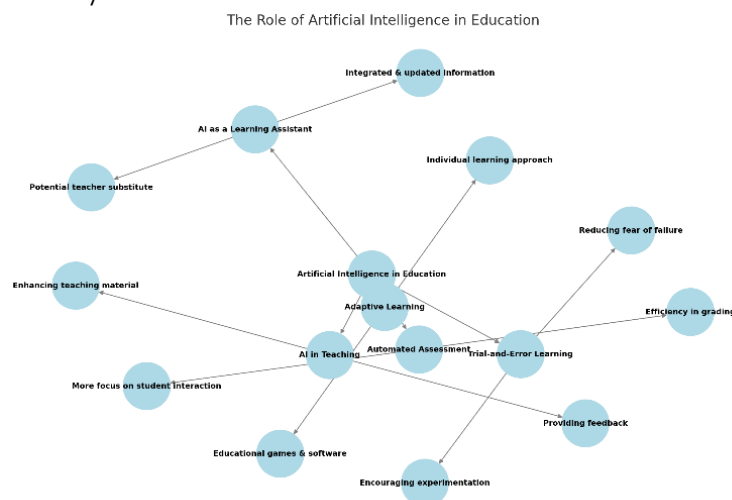 The Role of Artificial Intelligence in Education
Integrated & updated information
AI as a Learning Assistant
Individual learning approach
Potential teacher substitute
Reducing fear of failure
Artificial Intelligence in Education
Enhancing teaching material
Adaptive Learning
Efficiency in grading
Automated Assessment
AI in Teaching
Trial-and-Error Learning
More focus on student interaction
Providing feedback
Educational games & software
Encouraging experimentation